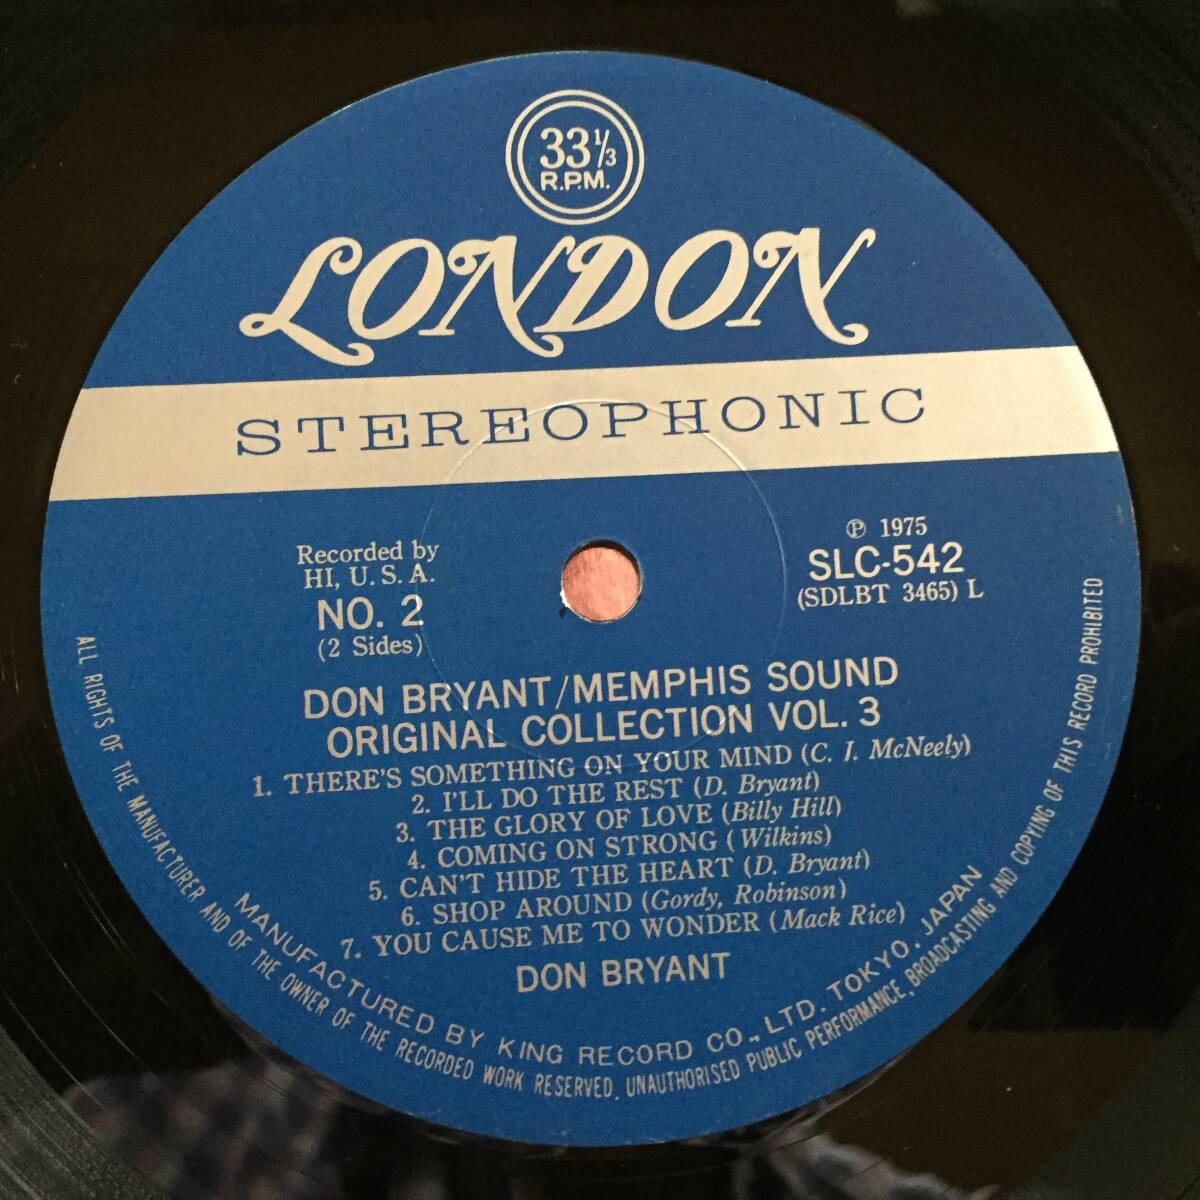 33⅓
R.P.M.
LONDON
STEREOPHONIC
Recorded by
HI, U.S.A.
NO. 2
(2 Sides)
℗ 1975
SLC-542
(SDLBT 3465) L
DON BRYANT/MEMPHIS SOUND
ORIGINAL COLLECTION VOL. 3
1. THERE'S SOMETHING ON YOUR MIND (C. J. McNeely)
2. I'LL DO THE REST (D. Bryant)
3. THE GLORY OF LOVE (Billy Hill)
4. COMING ON STRONG (Wilkins)
5. CAN'T HIDE THE HEART (D. Bryant)
6. SHOP AROUND (Gordy, Robinson)
7. YOU CAUSE ME TO WONDER (Mack Rice)
DON BRYANT
MANUFACTURED BY KING RECORD CO., LTD. TOKYO. JAPAN
ALL RIGHTS OF THE MANUFACTURER AND OF THE OWNER OF THE RECORDED WORK RESERVED, UNAUTHORISED PUBLIC PERFORMANCE, BROADCASTING AND COPYING OF THIS RECORD PROHIBITED